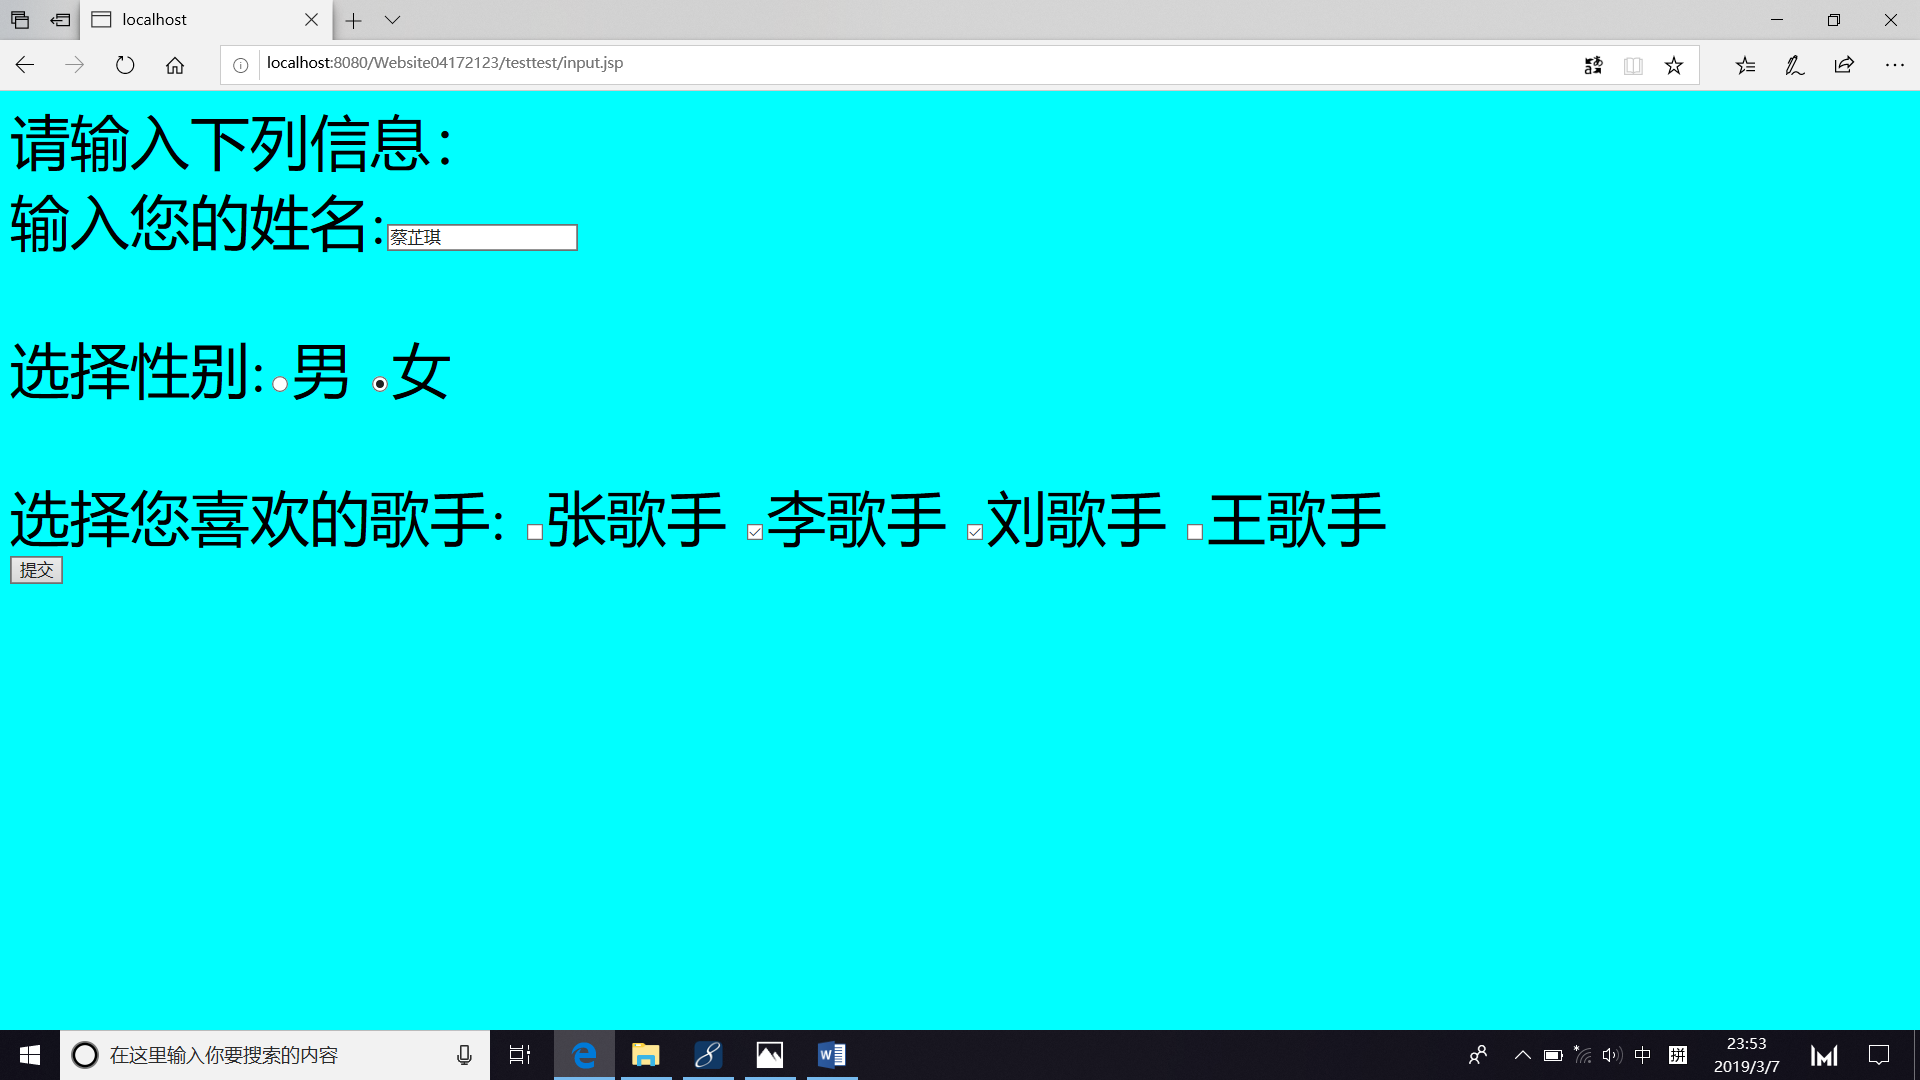 localhost
localhost:8080/Website04172123/testtest/input.jsp
请输入下列信息:
输入您的姓名:蔡芷琪
选择性别:男 女
选择您喜欢的歌手: 张歌手 李歌手 刘歌手 王歌手
提交
在这里输入你要搜索的内容
中 拼
23:53
2019/3/7